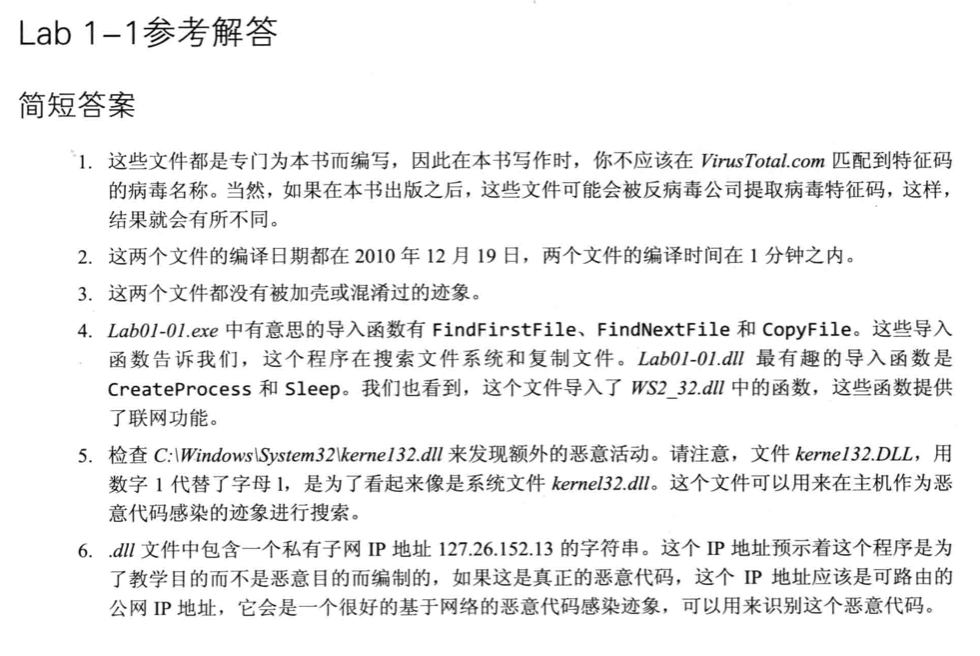 Lab 1–1参考解答
简短答案
1. 这些文件都是专门为本书而编写，因此在本书写作时，你不应该在 VirusTotal.com 匹配到特征码
的病毒名称。当然，如果在本书出版之后，这些文件可能会被反病毒公司提取病毒特征码，这样，
结果就会有所不同。
2. 这两个文件的编译日期都在 2010 年 12 月 19 日，两个文件的编译时间在 1 分钟之内。
3. 这两个文件都没有被加壳或混淆过的迹象。
4. Lab01-01.exe 中有意思的导入函数有 FindFirstFile、FindNextFile 和 CopyFile。这些导入
函数告诉我们，这个程序在搜索文件系统和复制文件。Lab01-01.dll 最有趣的导入函数是
CreateProcess 和 Sleep。我们也看到，这个文件导入了 WS2_32.dll 中的函数，这些函数提供
了联网功能。
5. 检查 C:\Windows\System32\kerne132.dll 来发现额外的恶意活动。请注意，文件 kerne132.DLL，用
数字 1 代替了字母 l，是为了看起来像是系统文件 kernel32.dll。这个文件可以用来在主机作为恶
意代码感染的迹象进行搜索。
6. .dll 文件中包含一个私有子网 IP 地址 127.26.152.13 的字符串。这个 IP 地址预示着这个程序是为
了教学目的而不是恶意目的而编制的，如果这是真正的恶意代码，这个 IP 地址应该是可路由的
公网 IP 地址，它会是一个很好的基于网络的恶意代码感染迹象，可以用来识别这个恶意代码。